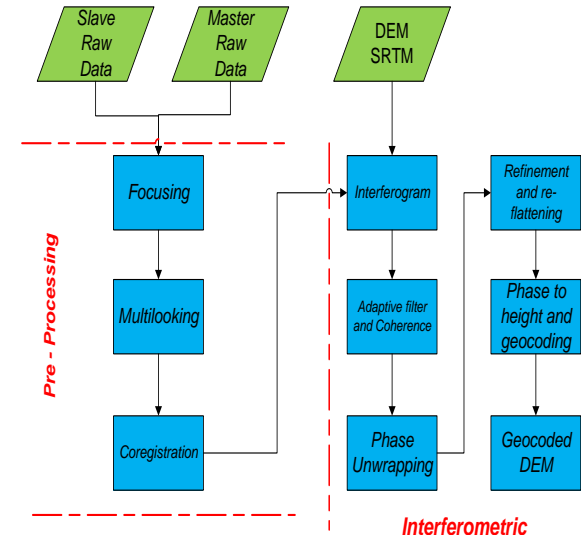 Slave
Raw
Data
Master
Raw
Data
DEM
SRTM
Pre - Processing
Focusing
Multilooking
Coregistration
Interferogram
Adaptive filter
and Coherence
Phase
Unwrapping
Refinement
and re-
flattening
Phase to
height and
geocoding
Geocoded
DEM
Interferometric